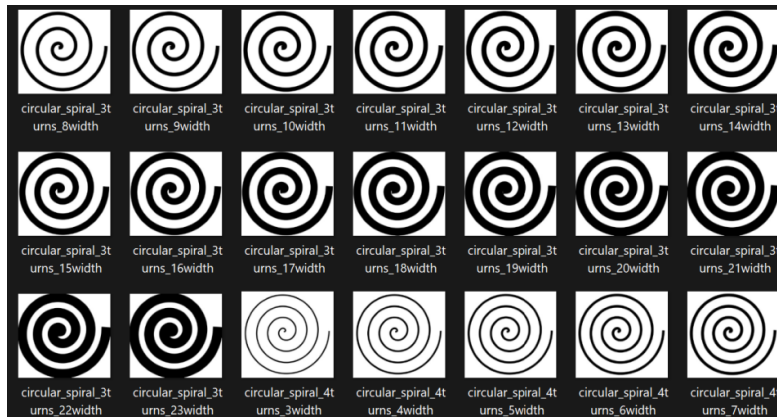 circular_spiral_3t circular_spiral_3t circular_spiral_3t circular_spiral_3t circular_spiral_3t circular_spiral_3t circular_spiral_3t
urns_8width urns_9width urns_10width urns_11width urns_12width urns_13width urns_14width
circular_spiral_3t circular_spiral_3t circular_spiral_3t circular_spiral_3t circular_spiral_3t circular_spiral_3t circular_spiral_3t
urns_15width urns_16width urns_17width urns_18width urns_19width urns_20width urns_21width
circular_spiral_3t circular_spiral_3t circular_spiral_4t circular_spiral_4t circular_spiral_4t circular_spiral_4t circular_spiral_4t
urns_22width urns_23width urns_3width urns_4width urns_5width urns_6width urns_7width